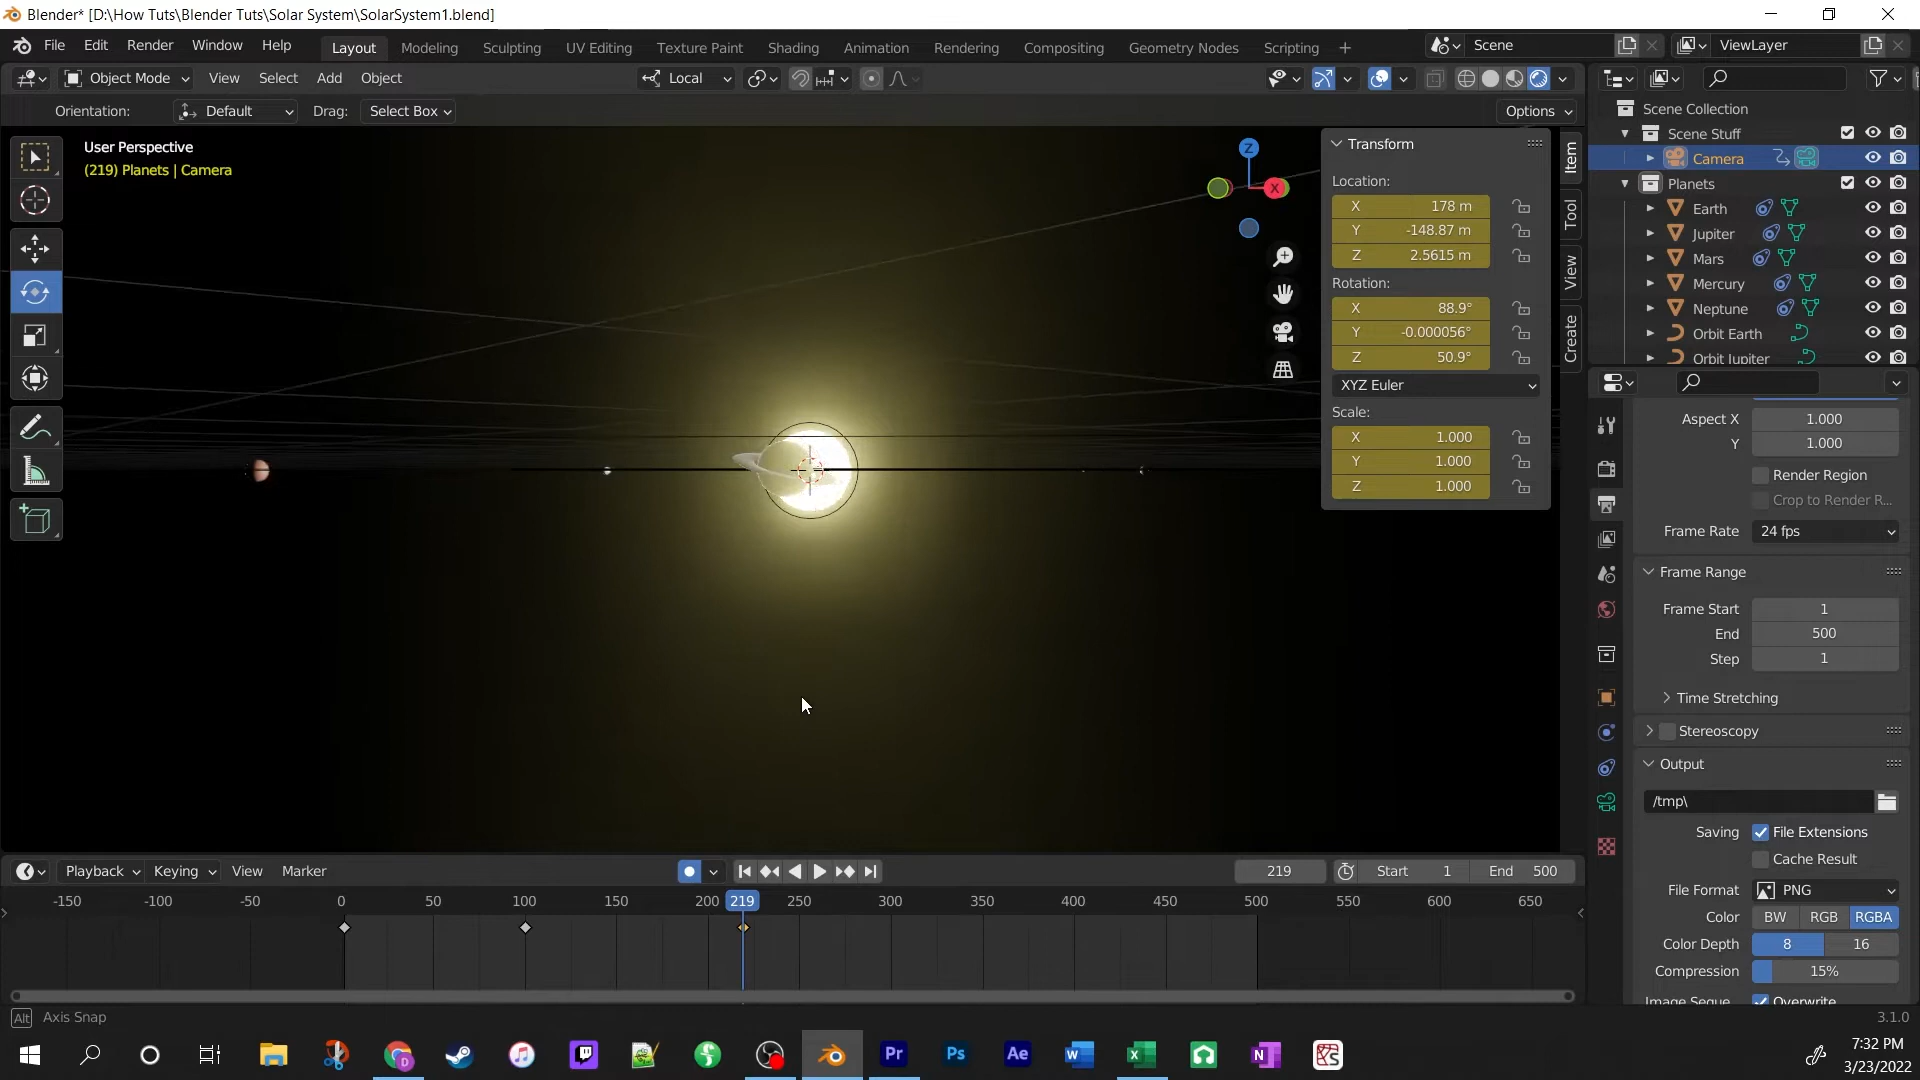 Blender* [D:\How Tuts\Blender Tuts\Solar System\SolarSystem1.blend]
File Edit Render Window Help Layout Modeling Sculpting UV Editing Texture Paint Shading Animation Rendering Compositing Geometry Nodes Scripting + Scene ViewLayer
Object Mode View Select Add Object Local
Orientation: Default Drag: Select Box Options
User Perspective
(219) Planets | Camera
Z
X
Transform
Location:
X 178 m
Y -148.87 m
Z 2.5615 m
Rotation:
X 88.9°
Y -0.000056°
Z 50.9°
XYZ Euler
Scale:
X 1.000
Y 1.000
Z 1.000
Item
Tool
View
Create
Scene Collection
Scene Stuff
Camera
Planets
Earth
Jupiter
Mars
Mercury
Neptune
Orbit Earth
Orbit Jupiter
Aspect X 1.000
Y 1.000
Render Region
Crop to Render R...
Frame Rate 24 fps
Frame Range
Frame Start 1
End 500
Step 1
Time Stretching
Stereoscopy
Output
/tmp\
Saving File Extensions
Cache Result
File Format PNG
Color BW RGB RGBA
Color Depth 8 16
Compression 15%
Image Seque Overwrite
Playback Keying View Marker 219 Start 1 End 500
-150 -100 -50 0 50 100 150 200 219 250 300 350 400 450 500 550 600 650
Alt Axis Snap
3.1.0
D Pr Ps Ae W X N
7:32 PM
3/23/2022